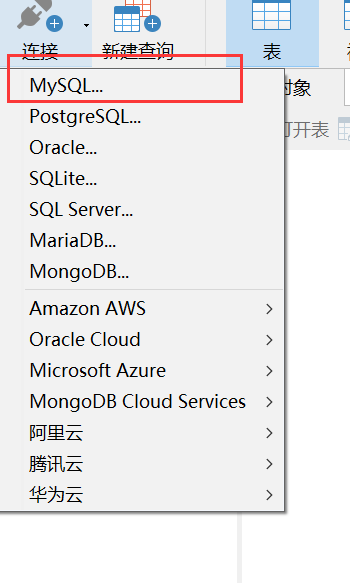 连接
新建查询
表
对象
MySQL...
PostgreSQL...
打开表
Oracle...
SQLite...
SQL Server...
MariaDB...
MongoDB...
Amazon AWS
Oracle Cloud
Microsoft Azure
MongoDB Cloud Services
阿里云
腾讯云
华为云